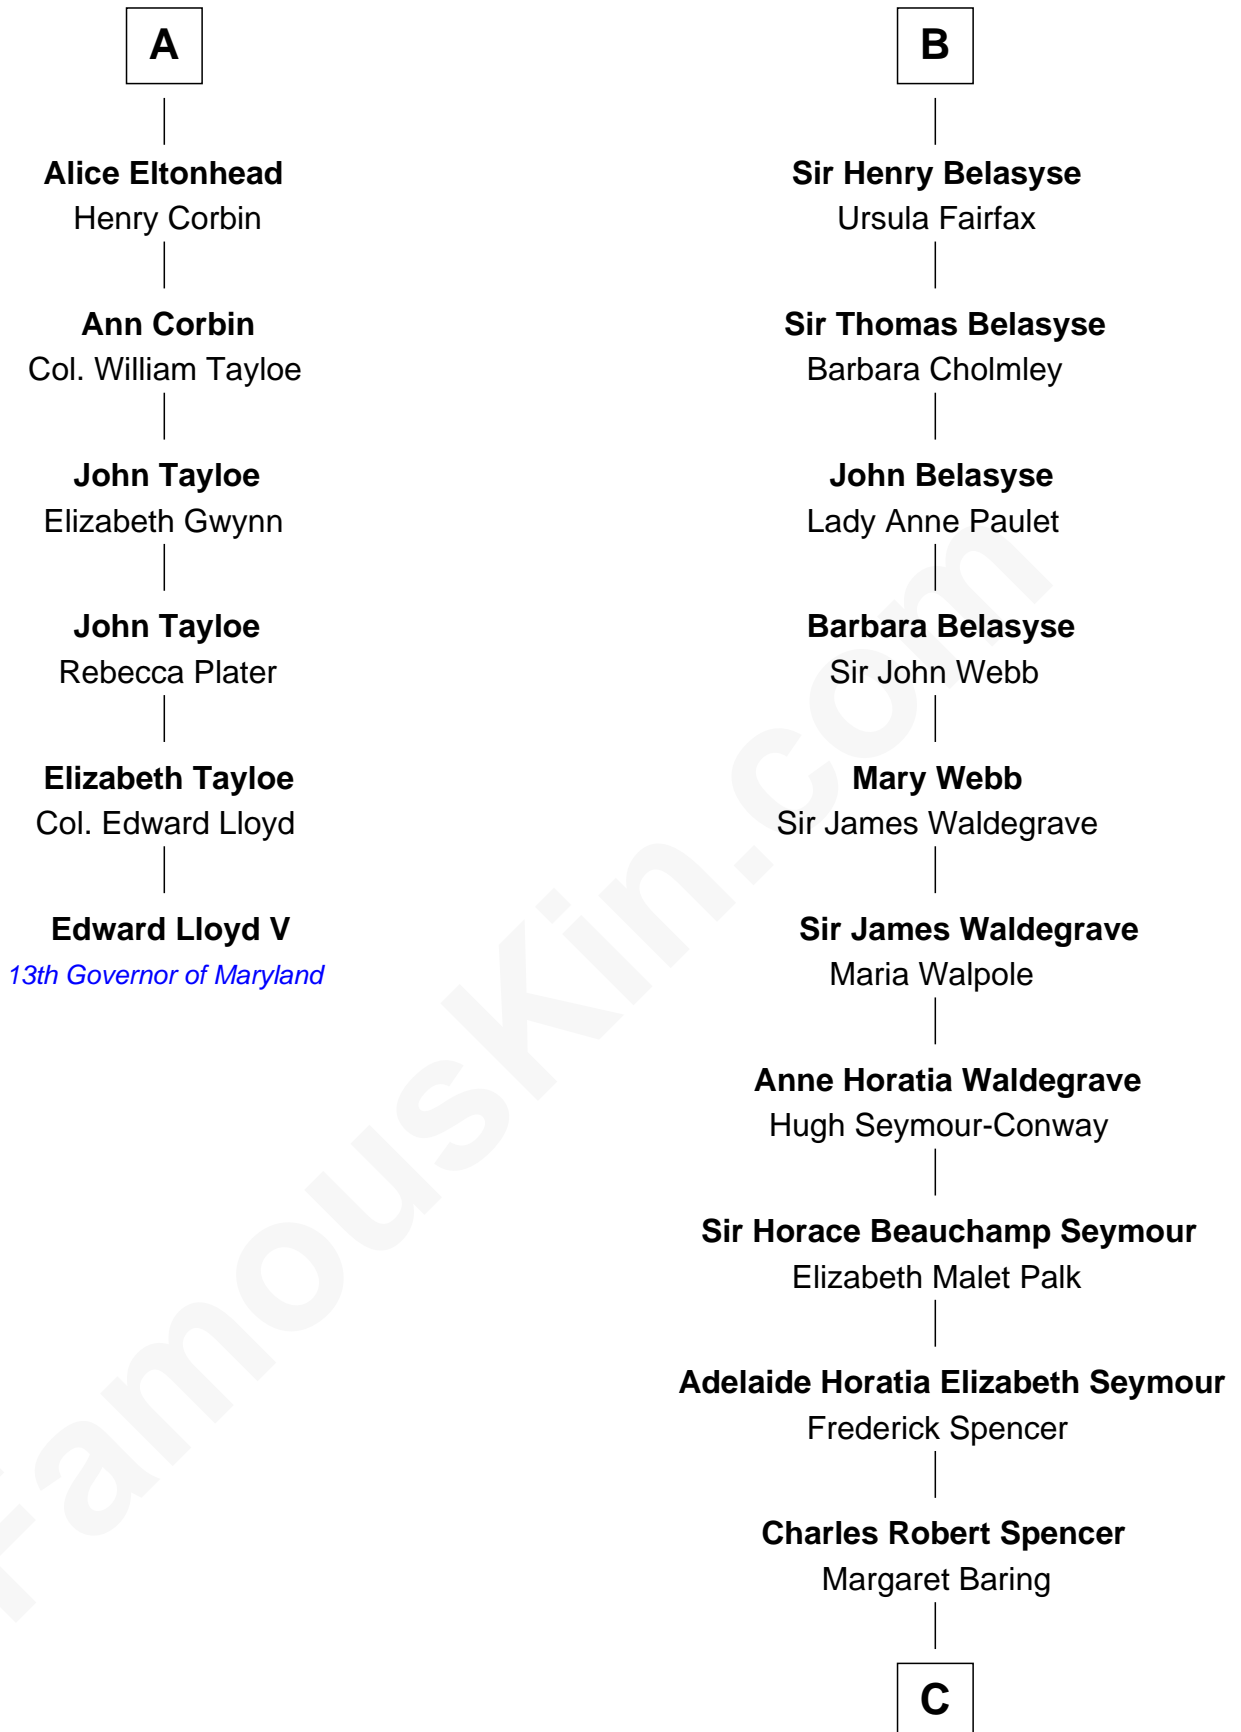 A
Alice Eltonhead
Henry Corbin
Ann Corbin
Col. William Tayloe
John Tayloe
Elizabeth Gwynn
John Tayloe
Rebecca Plater
Elizabeth Tayloe
Col. Edward Lloyd
Edward Lloyd V
13th Governor of Maryland
B
Sir Henry Belasyse
Ursula Fairfax
Sir Thomas Belasyse
Barbara Cholmley
John Belasyse
Lady Anne Paulet
Barbara Belasyse
Sir John Webb
Mary Webb
Sir James Waldegrave
Sir James Waldegrave
Maria Walpole
Anne Horatia Waldegrave
Hugh Seymour-Conway
Sir Horace Beauchamp Seymour
Elizabeth Malet Palk
Adelaide Horatia Elizabeth Seymour
Frederick Spencer
Charles Robert Spencer
Margaret Baring
C
FamousKin.com